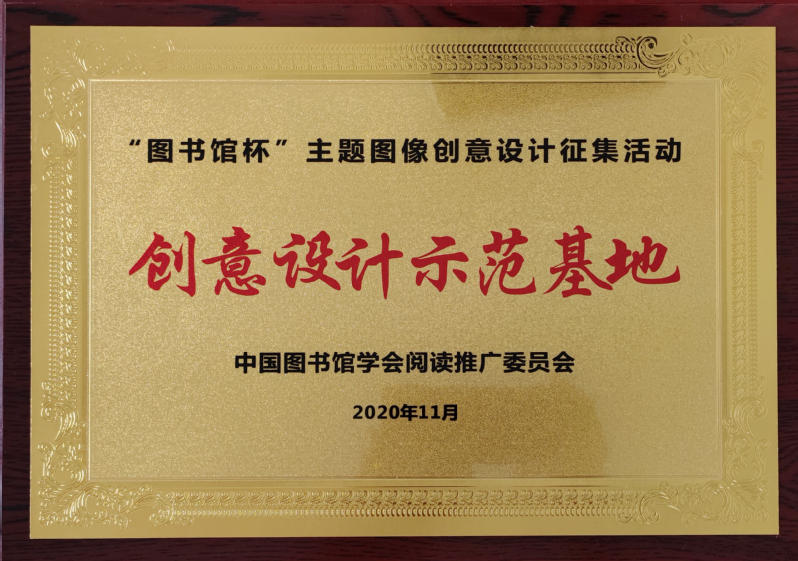 “图书馆杯”主题图像创意设计征集活动
创意设计示范基地
中国图书馆学会阅读推广委员会
2020年11月